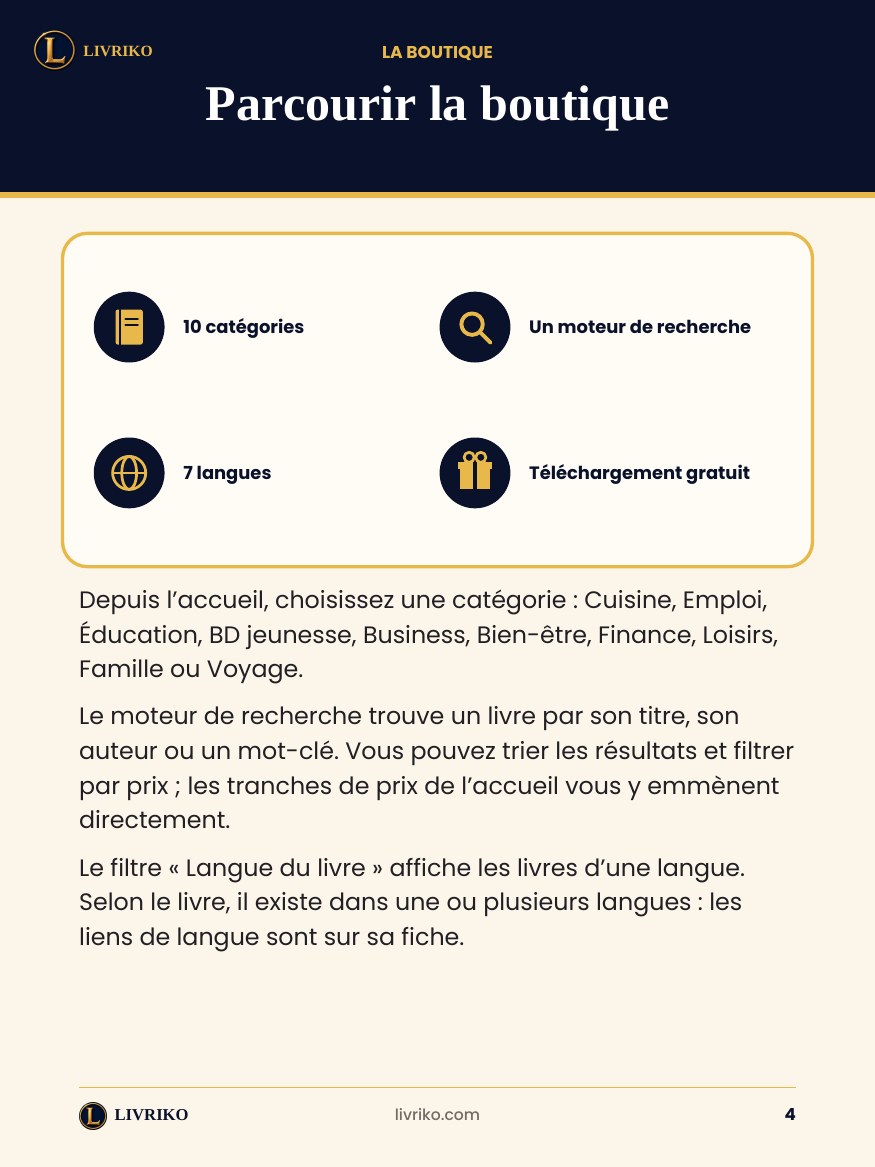 LIVRIKO
LA BOUTIQUE
Parcourir la boutique
10 catégories
Un moteur de recherche
7 langues
Téléchargement gratuit
Depuis l’accueil, choisissez une catégorie : Cuisine, Emploi,
Éducation, BD jeunesse, Business, Bien-être, Finance, Loisirs,
Famille ou Voyage.
Le moteur de recherche trouve un livre par son titre, son
auteur ou un mot-clé. Vous pouvez trier les résultats et filtrer
par prix ; les tranches de prix de l’accueil vous y emmènent
directement.
Le filtre « Langue du livre » affiche les livres d’une langue.
Selon le livre, il existe dans une ou plusieurs langues : les
liens de langue sont sur sa fiche.
L LIVRIKO
livriko.com
4